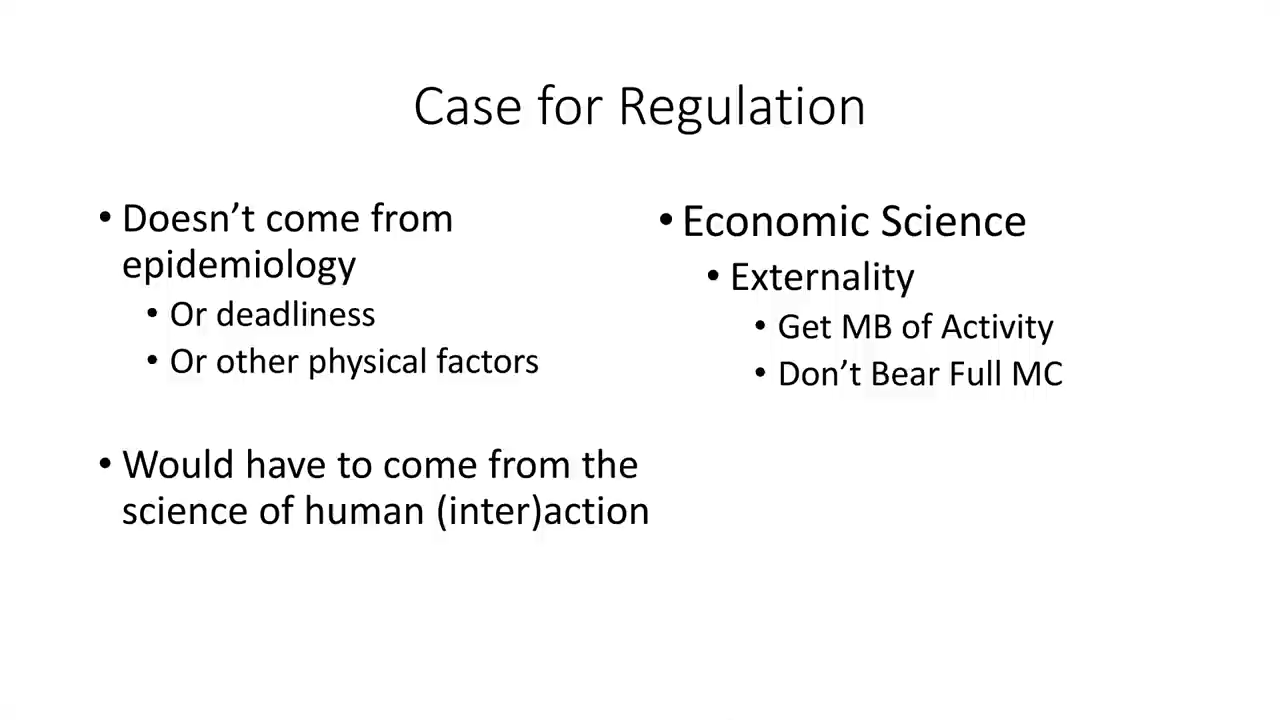 Case for Regulation
• Doesn’t come from
epidemiology
• Or deadliness
• Or other physical factors
• Would have to come from the
science of human (inter)action
• Economic Science
• Externality
• Get MB of Activity
• Don’t Bear Full MC